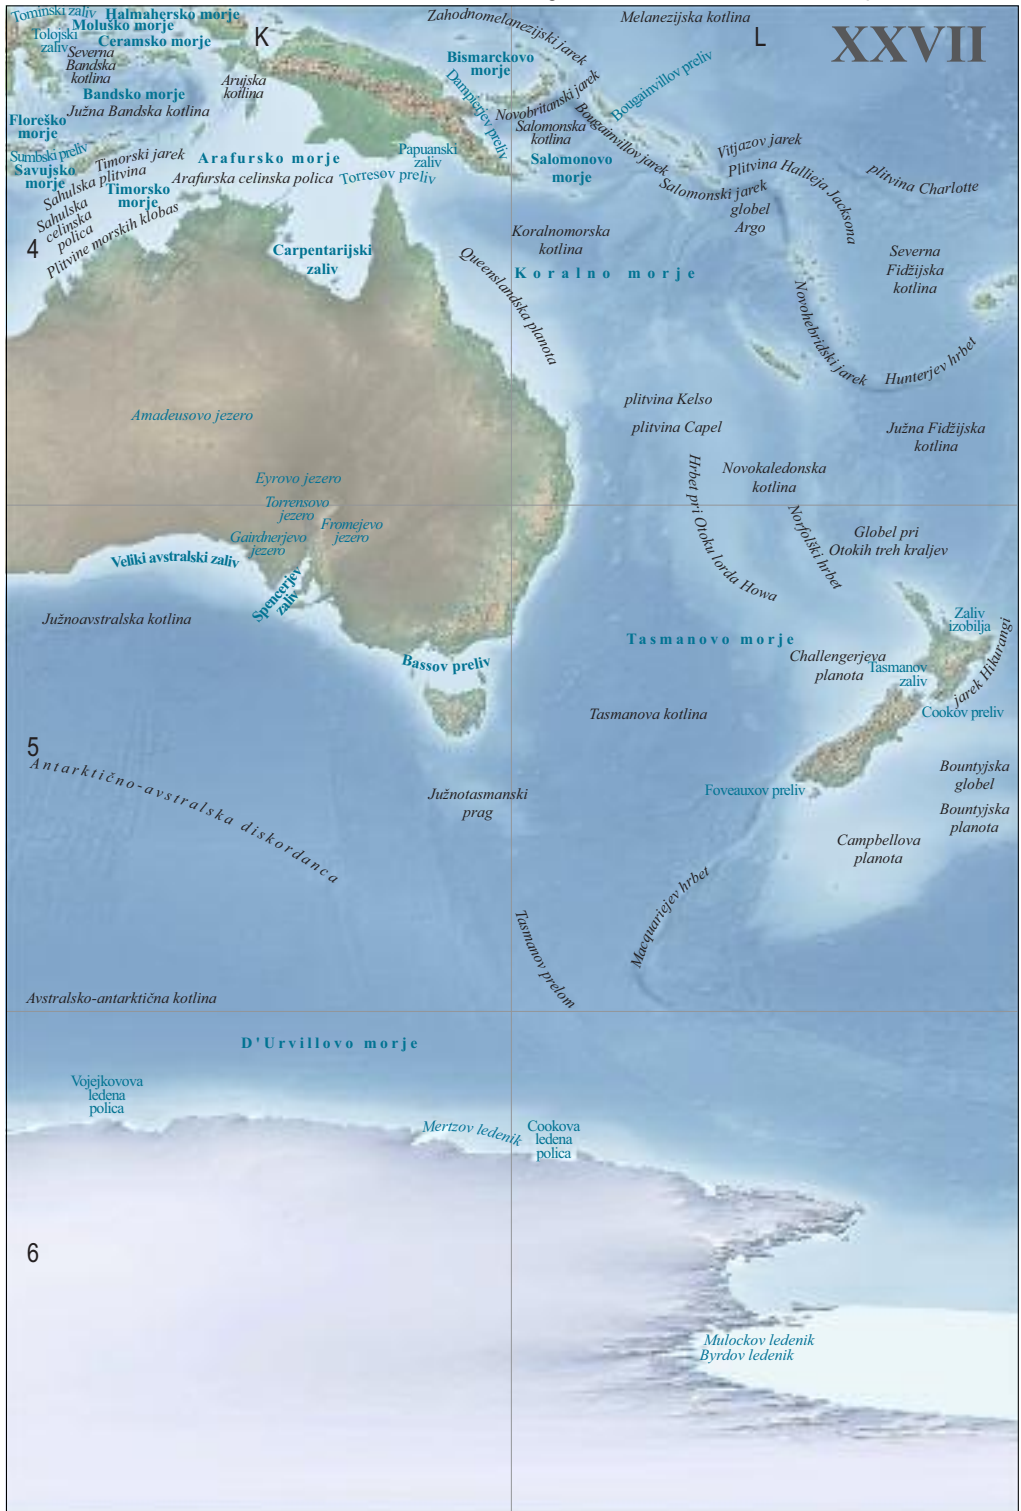 XXVII
K
L
Tominski zaliv
Halmahersko morje
Moluško morje
Tolojski
zaliv
Ceramsko morje
Severna
Bandska
kotlina
Arujska
kotlina
Bandsko morje
Južna Bandska kotlina
Floreško
morje
Sumbski preliv
Savujsko
morje
Timorski jarek
Sahulska plitvina
Timorsko
morje
Sahulska
celinska
polica
Plitvine morskih klobas
Arafursko morje
Arafurska celinska polica
Torresov preliv
Papuanski
zaliv
Zahodnomelanezijski jarek
Melanezijska kotlina
Bismarckovo
morje
Dampierjev preliv
Novobritanski jarek
Bougainvillov preliv
Bougainvillov jarek
Salomonska
kotlina
Salomonovo
morje
Salomonski jarek
Vitjazov jarek
Plitvina Hallieja Jacksona
plitvina Charlotte
globel
Argo
4
Carpentarijski
zaliv
Koralnomorska
kotlina
Koralno morje
Queenslandska planota
Severna
Fidžijska
kotlina
Novohebridski jarek
Hunterjev hrbet
plitvina Kelso
plitvina Capel
Južna Fidžijska
kotlina
Amadeusovo jezero
Eyrovo jezero
Torrensovo
jezero
Fromejevo
jezero
Gairdnerjevo
jezero
Hrbet pri Otoku lorda Howa
Novokaledonska
kotlina
Norfolški hrbet
Globel pri
Otokih treh kraljev
Veliki avstralski zaliv
Spencerjev
zaliv
Južnoavstralska kotlina
Bassov preliv
Tasmanovo morje
Challengerjeva
planota
Tasmanov
zaliv
Zaliv
izobilja
jarek Hikurangi
Cookov preliv
Tasmanova kotlina
5
Antarktično-avstralska diskordanca
Južnotasmanski
prag
Foveauxov preliv
Bountyjska
globel
Bountyjska
planota
Campbellova
planota
Macquariejev hrbet
Tasmanov prelom
Avstralsko-antarktična kotlina
D'Urvillovo morje
Vojejkovova
ledena
polica
Mertzov ledenik
Cookova
ledena
polica
6
Mulockov ledenik
Byrdov ledenik